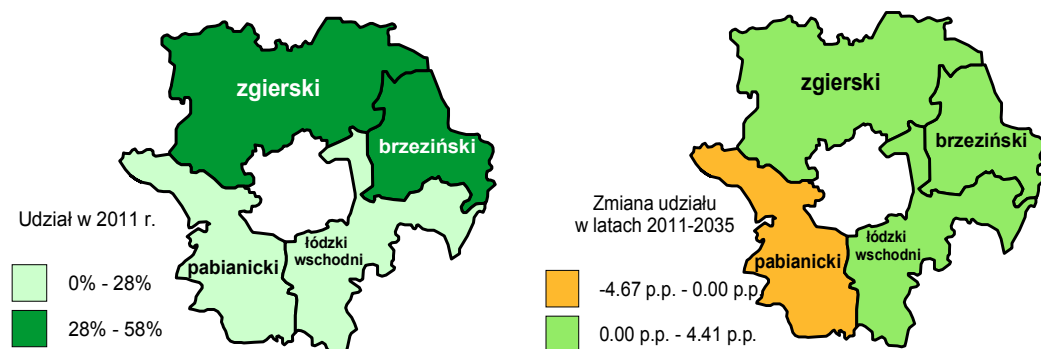 zgierski
brzeziński
Udział w 2011 r.
łódzki
wschodni
pabianicki
0% - 28%
28% - 58%
zgierski
brzeziński
Zmiana udziału
w latach 2011-2035
łódzki
wschodni
pabianicki
-4.67 p.p. - 0.00 p.p.
0.00 p.p. - 4.41 p.p.